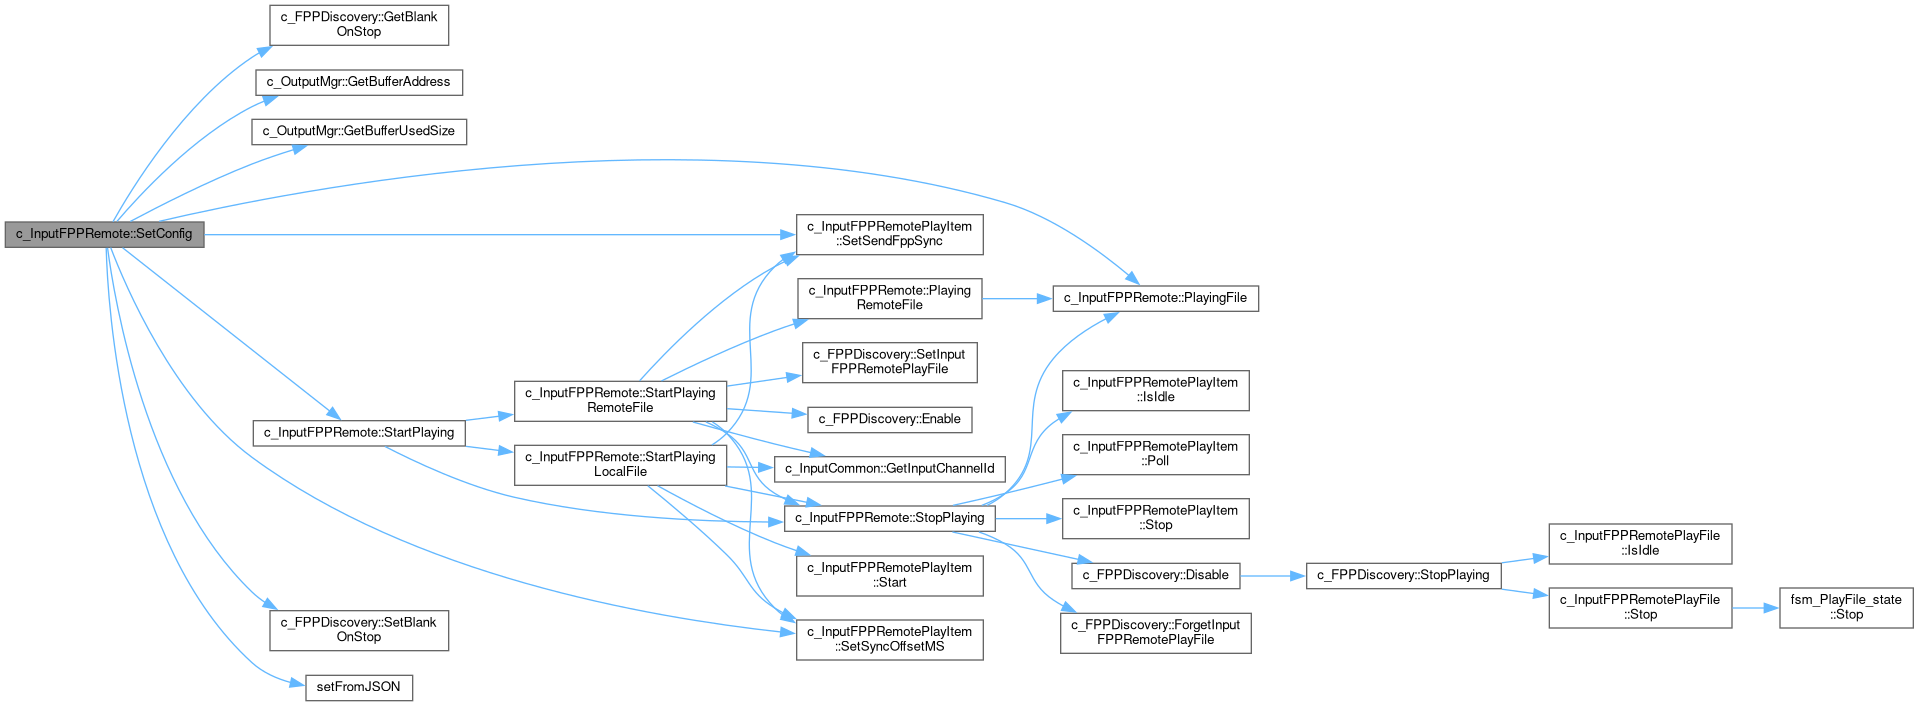 c_FPPDiscovery::GetBlank
OnStop
c_OutputMgr::GetBufferAddress
c_OutputMgr::GetBufferUsedSize
c_InputFPPRemote::SetConfig
c_InputFPPRemote::StartPlaying
c_FPPDiscovery::SetBlank
OnStop
setFromJSON
c_InputFPPRemote::StartPlaying
RemoteFile
c_InputFPPRemote::StartPlaying
LocalFile
c_InputFPPRemotePlayItem
::SetSendFppSync
c_InputFPPRemote::Playing
RemoteFile
c_FPPDiscovery::SetInput
FPPRemotePlayFile
c_FPPDiscovery::Enable
c_InputCommon::GetInputChannelId
c_InputFPPRemote::StopPlaying
c_InputFPPRemotePlayItem
::Start
c_InputFPPRemotePlayItem
::SetSyncOffsetMS
c_InputFPPRemote::PlayingFile
c_InputFPPRemotePlayItem
::IsIdle
c_InputFPPRemotePlayItem
::Poll
c_InputFPPRemotePlayItem
::Stop
c_FPPDiscovery::Disable
c_FPPDiscovery::ForgetInput
FPPRemotePlayFile
c_FPPDiscovery::StopPlaying
c_InputFPPRemotePlayFile
::IsIdle
c_InputFPPRemotePlayFile
::Stop
fsm_PlayFile_state
::Stop